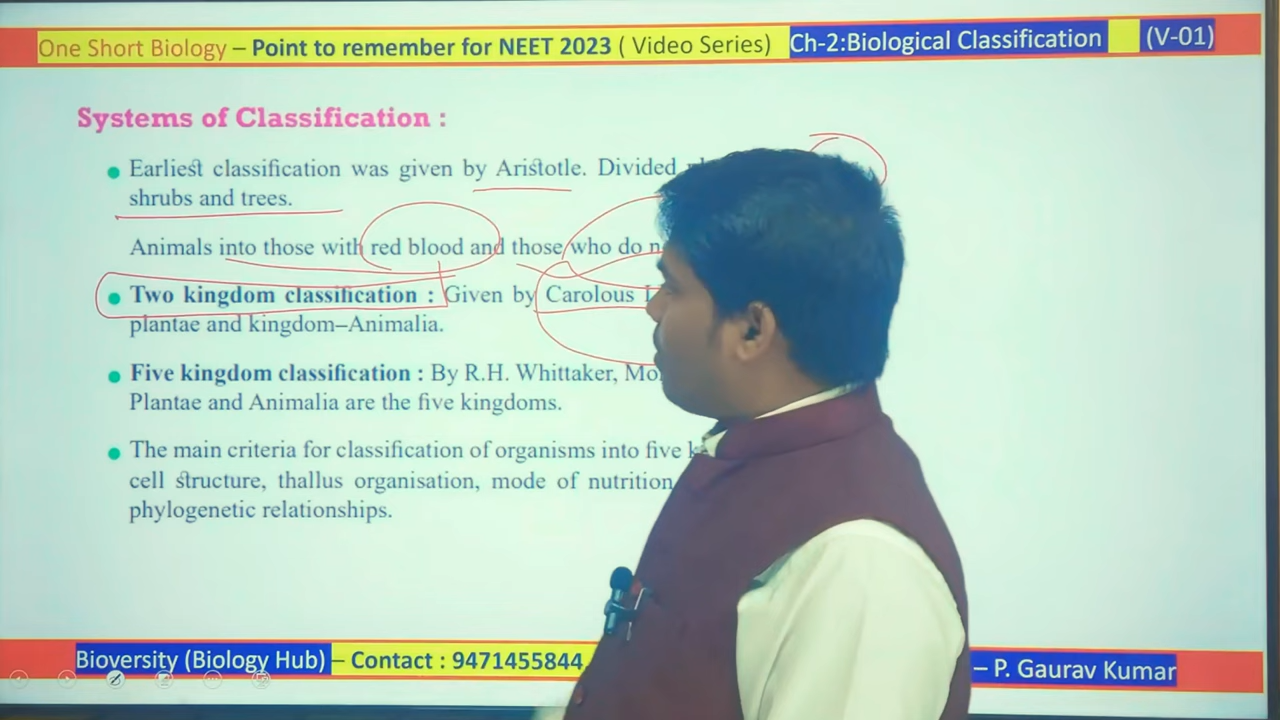 One Short Biology – Point to remember for NEET 2023 ( Video Series) Ch-2:Biological Classification (V-01)
Systems of Classification :
Earliest classification was given by Aristotle. Divided
shrubs and trees.
Animals into those with red blood and those who do
Two kingdom classification : Given by Carolous
plantae and kingdom–Animalia.
Five kingdom classification : By R.H. Whittaker,
Plantae and Animalia are the five kingdoms.
The main criteria for classification of organisms into five
cell structure, thallus organisation, mode of nutrition
phylogenetic relationships.
Bioversity (Biology Hub) – Contact : 9471455844 – P. Gaurav Kumar